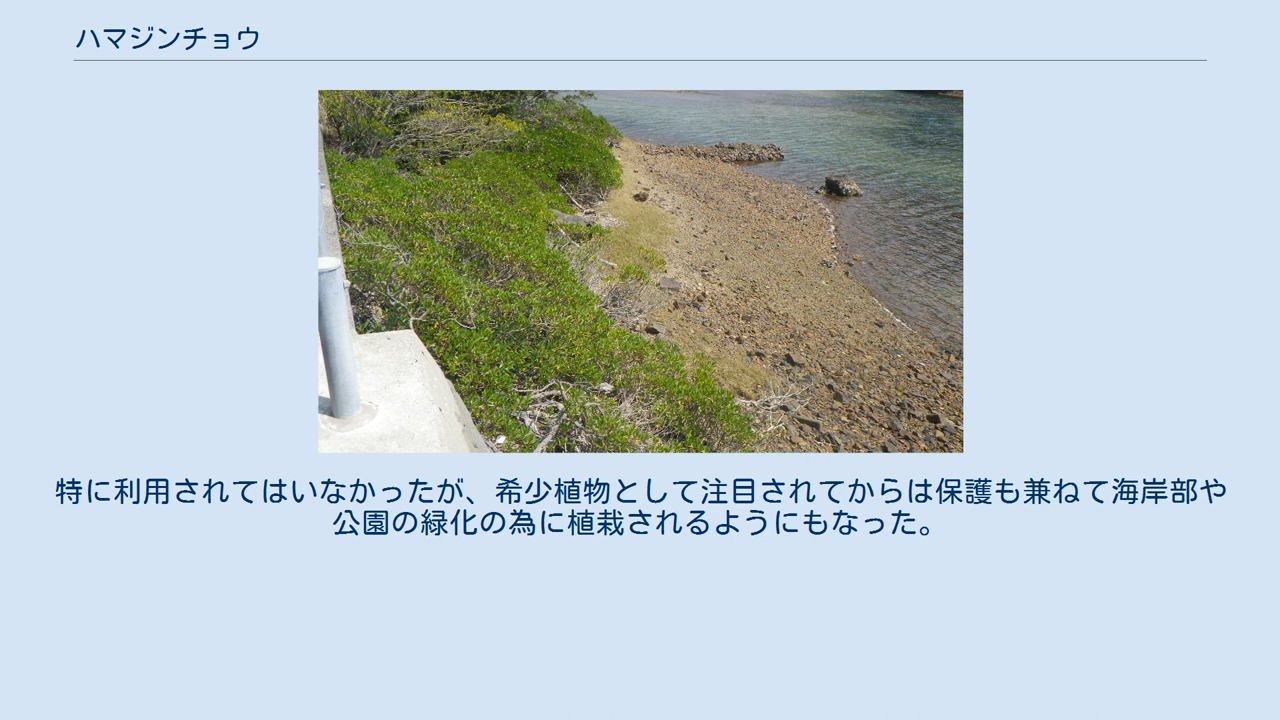 ハマジンチョウ
特に利用されてはいなかったが、希少植物として注目されてからは保護も兼ねて海岸部や
公園の緑化の為に植栽されるようにもなった。